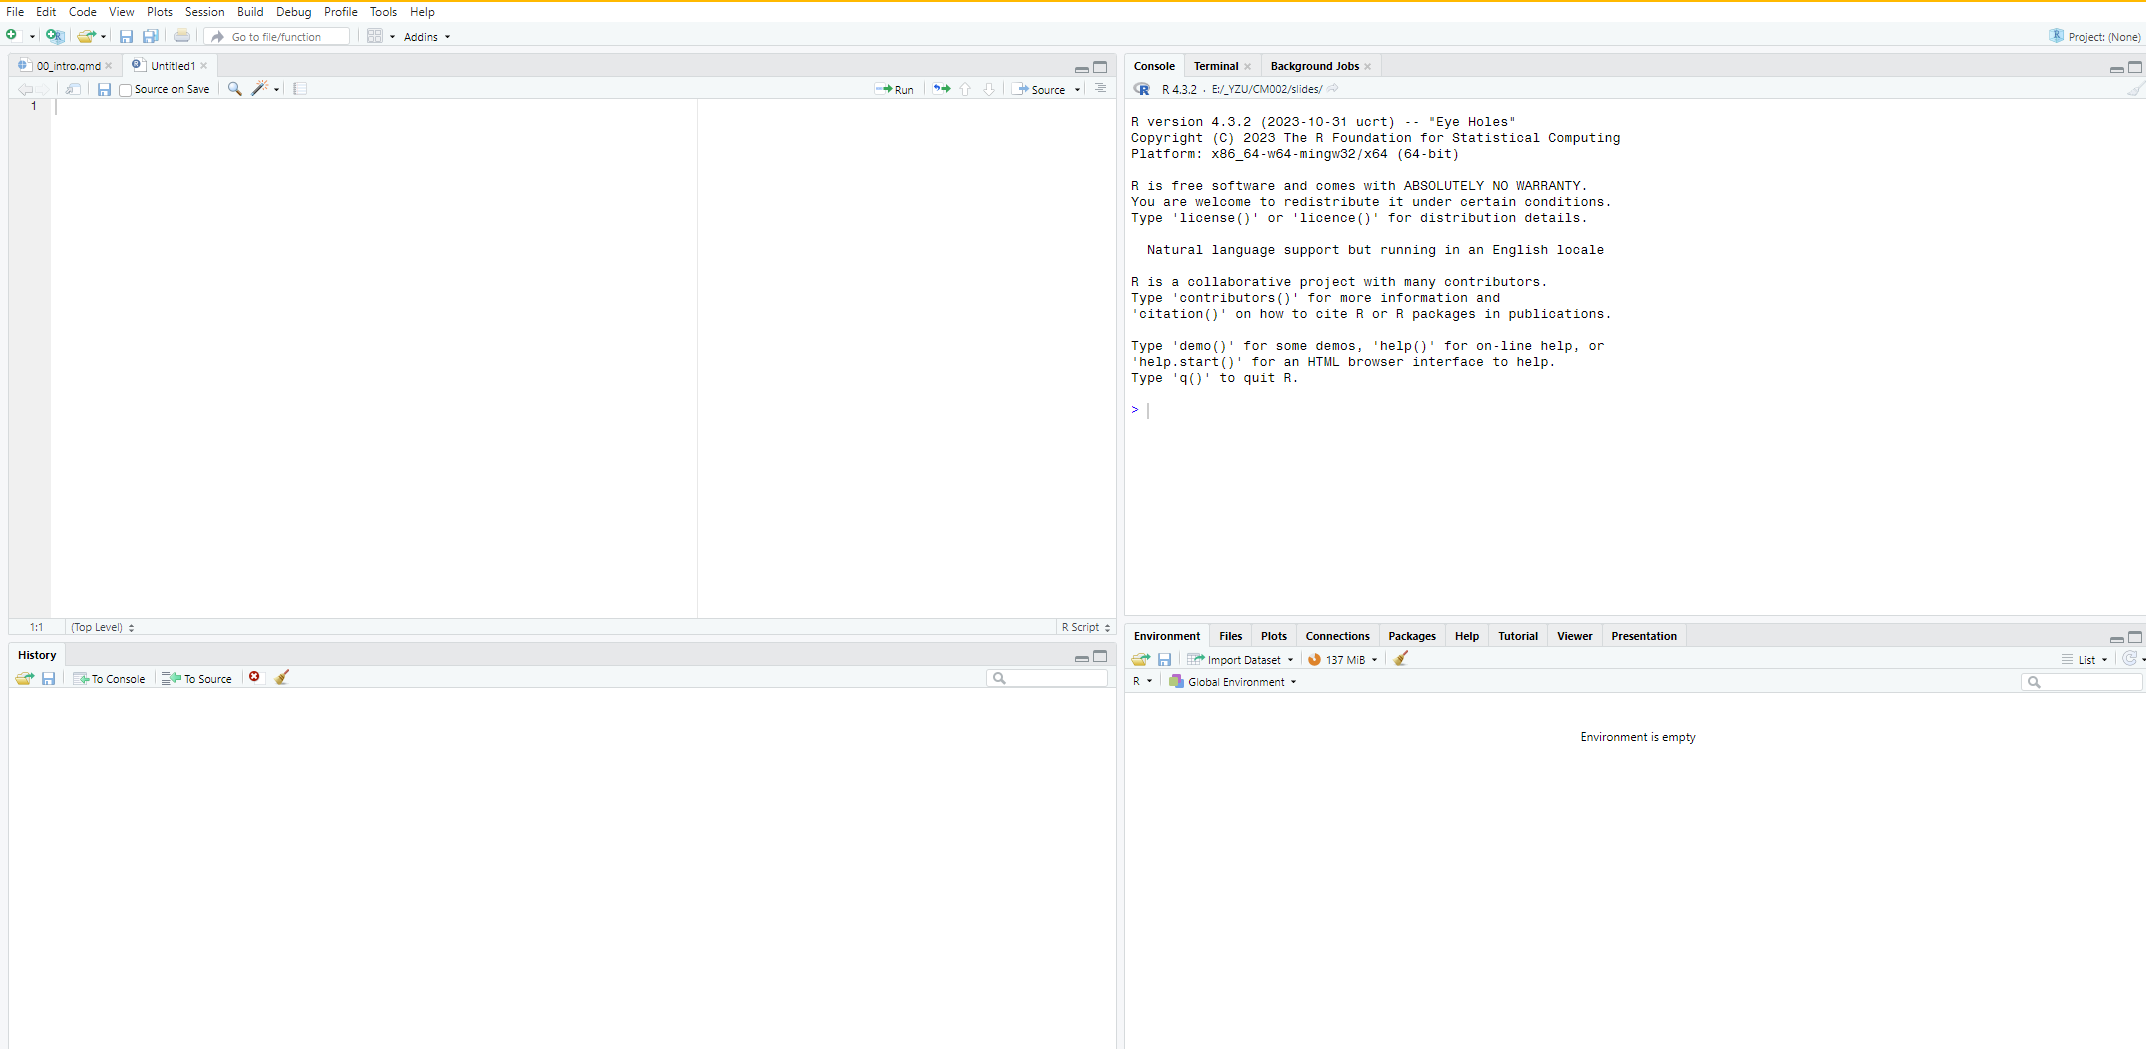 File Edit Code View Plots Session Build Debug Profile Tools Help
Go to file/function Addins Project: (None)
00_intro.qmd Untitled1
Source on Save Run Source
1
1:1 (Top Level) R Script
History
To Console To Source
Console Terminal Background Jobs
R 4.3.2 · E:/_YZU/CM002/slides/
R version 4.3.2 (2023-10-31 ucrt) -- "Eye Holes"
Copyright (C) 2023 The R Foundation for Statistical Computing
Platform: x86_64-w64-mingw32/x64 (64-bit)
R is free software and comes with ABSOLUTELY NO WARRANTY.
You are welcome to redistribute it under certain conditions.
Type 'license()' or 'licence()' for distribution details.
Natural language support but running in an English locale
R is a collaborative project with many contributors.
Type 'contributors()' for more information and
'citation()' on how to cite R or R packages in publications.
Type 'demo()' for some demos, 'help()' for on-line help, or
'help.start()' for an HTML browser interface to help.
Type 'q()' to quit R.
>
Environment Files Plots Connections Packages Help Tutorial Viewer Presentation
Import Dataset 137 MiB List
R Global Environment
Environment is empty